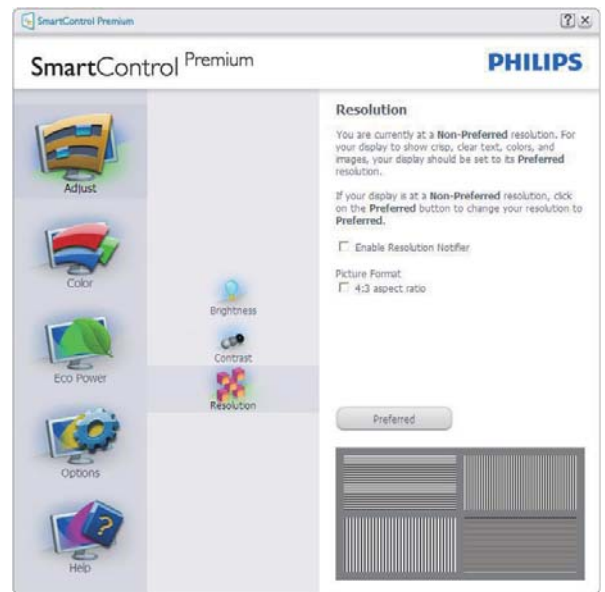 SmartControl Premium
SmartControl Premium
PHILIPS
Adjust
Color
Eco Power
Options
Help
Brightness
Contrast
Resolution
Resolution
You are currently at a Non-Preferred resolution. For
your display to show crisp, clear text, colors, and
images, your display should be set to its Preferred
resolution.
If your display is at a Non-Preferred resolution, click
on the Preferred button to change your resolution to
Preferred.
Enable Resolution Notifier
Picture Format
4:3 aspect ratio
Preferred